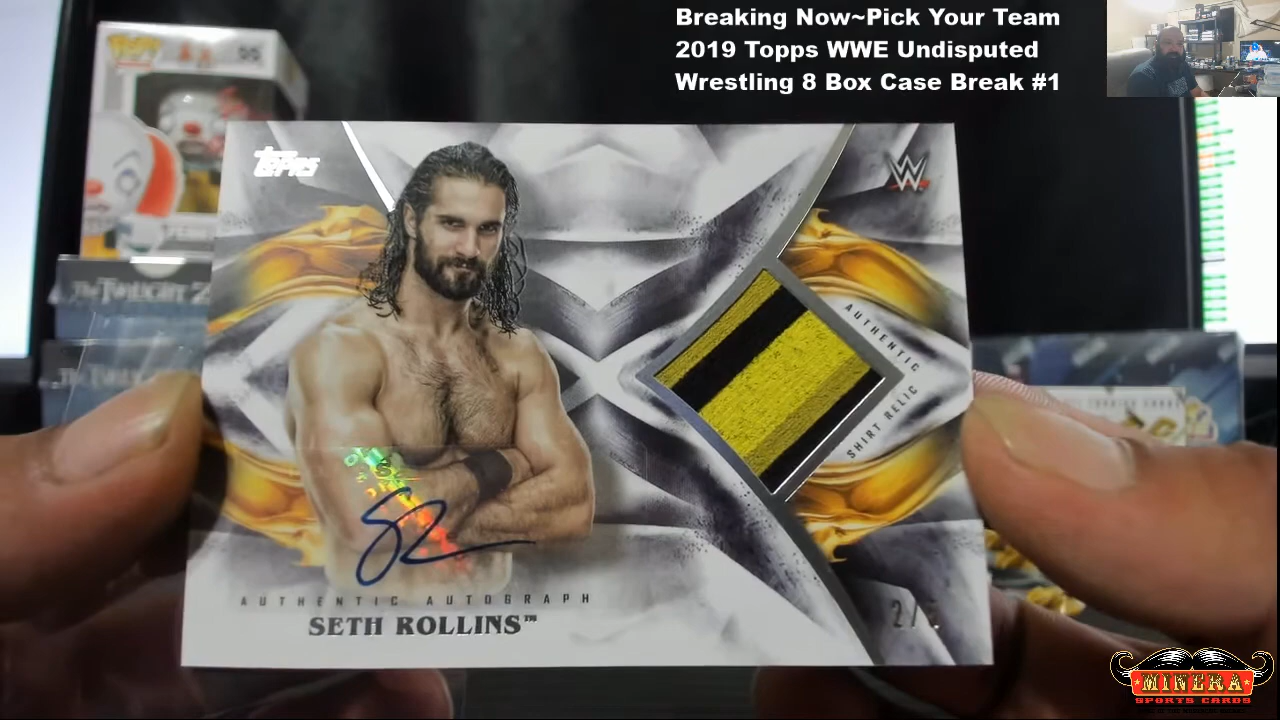 Breaking Now~Pick Your Team
2019 Topps WWE Undisputed
Wrestling 8 Box Case Break #1
TOPPS
W
AUTHENTIC
SHIRT RELIC
AUTHENTIC AUTOGRAPH
SETH ROLLINS™
MINERA
SPORTS CARDS